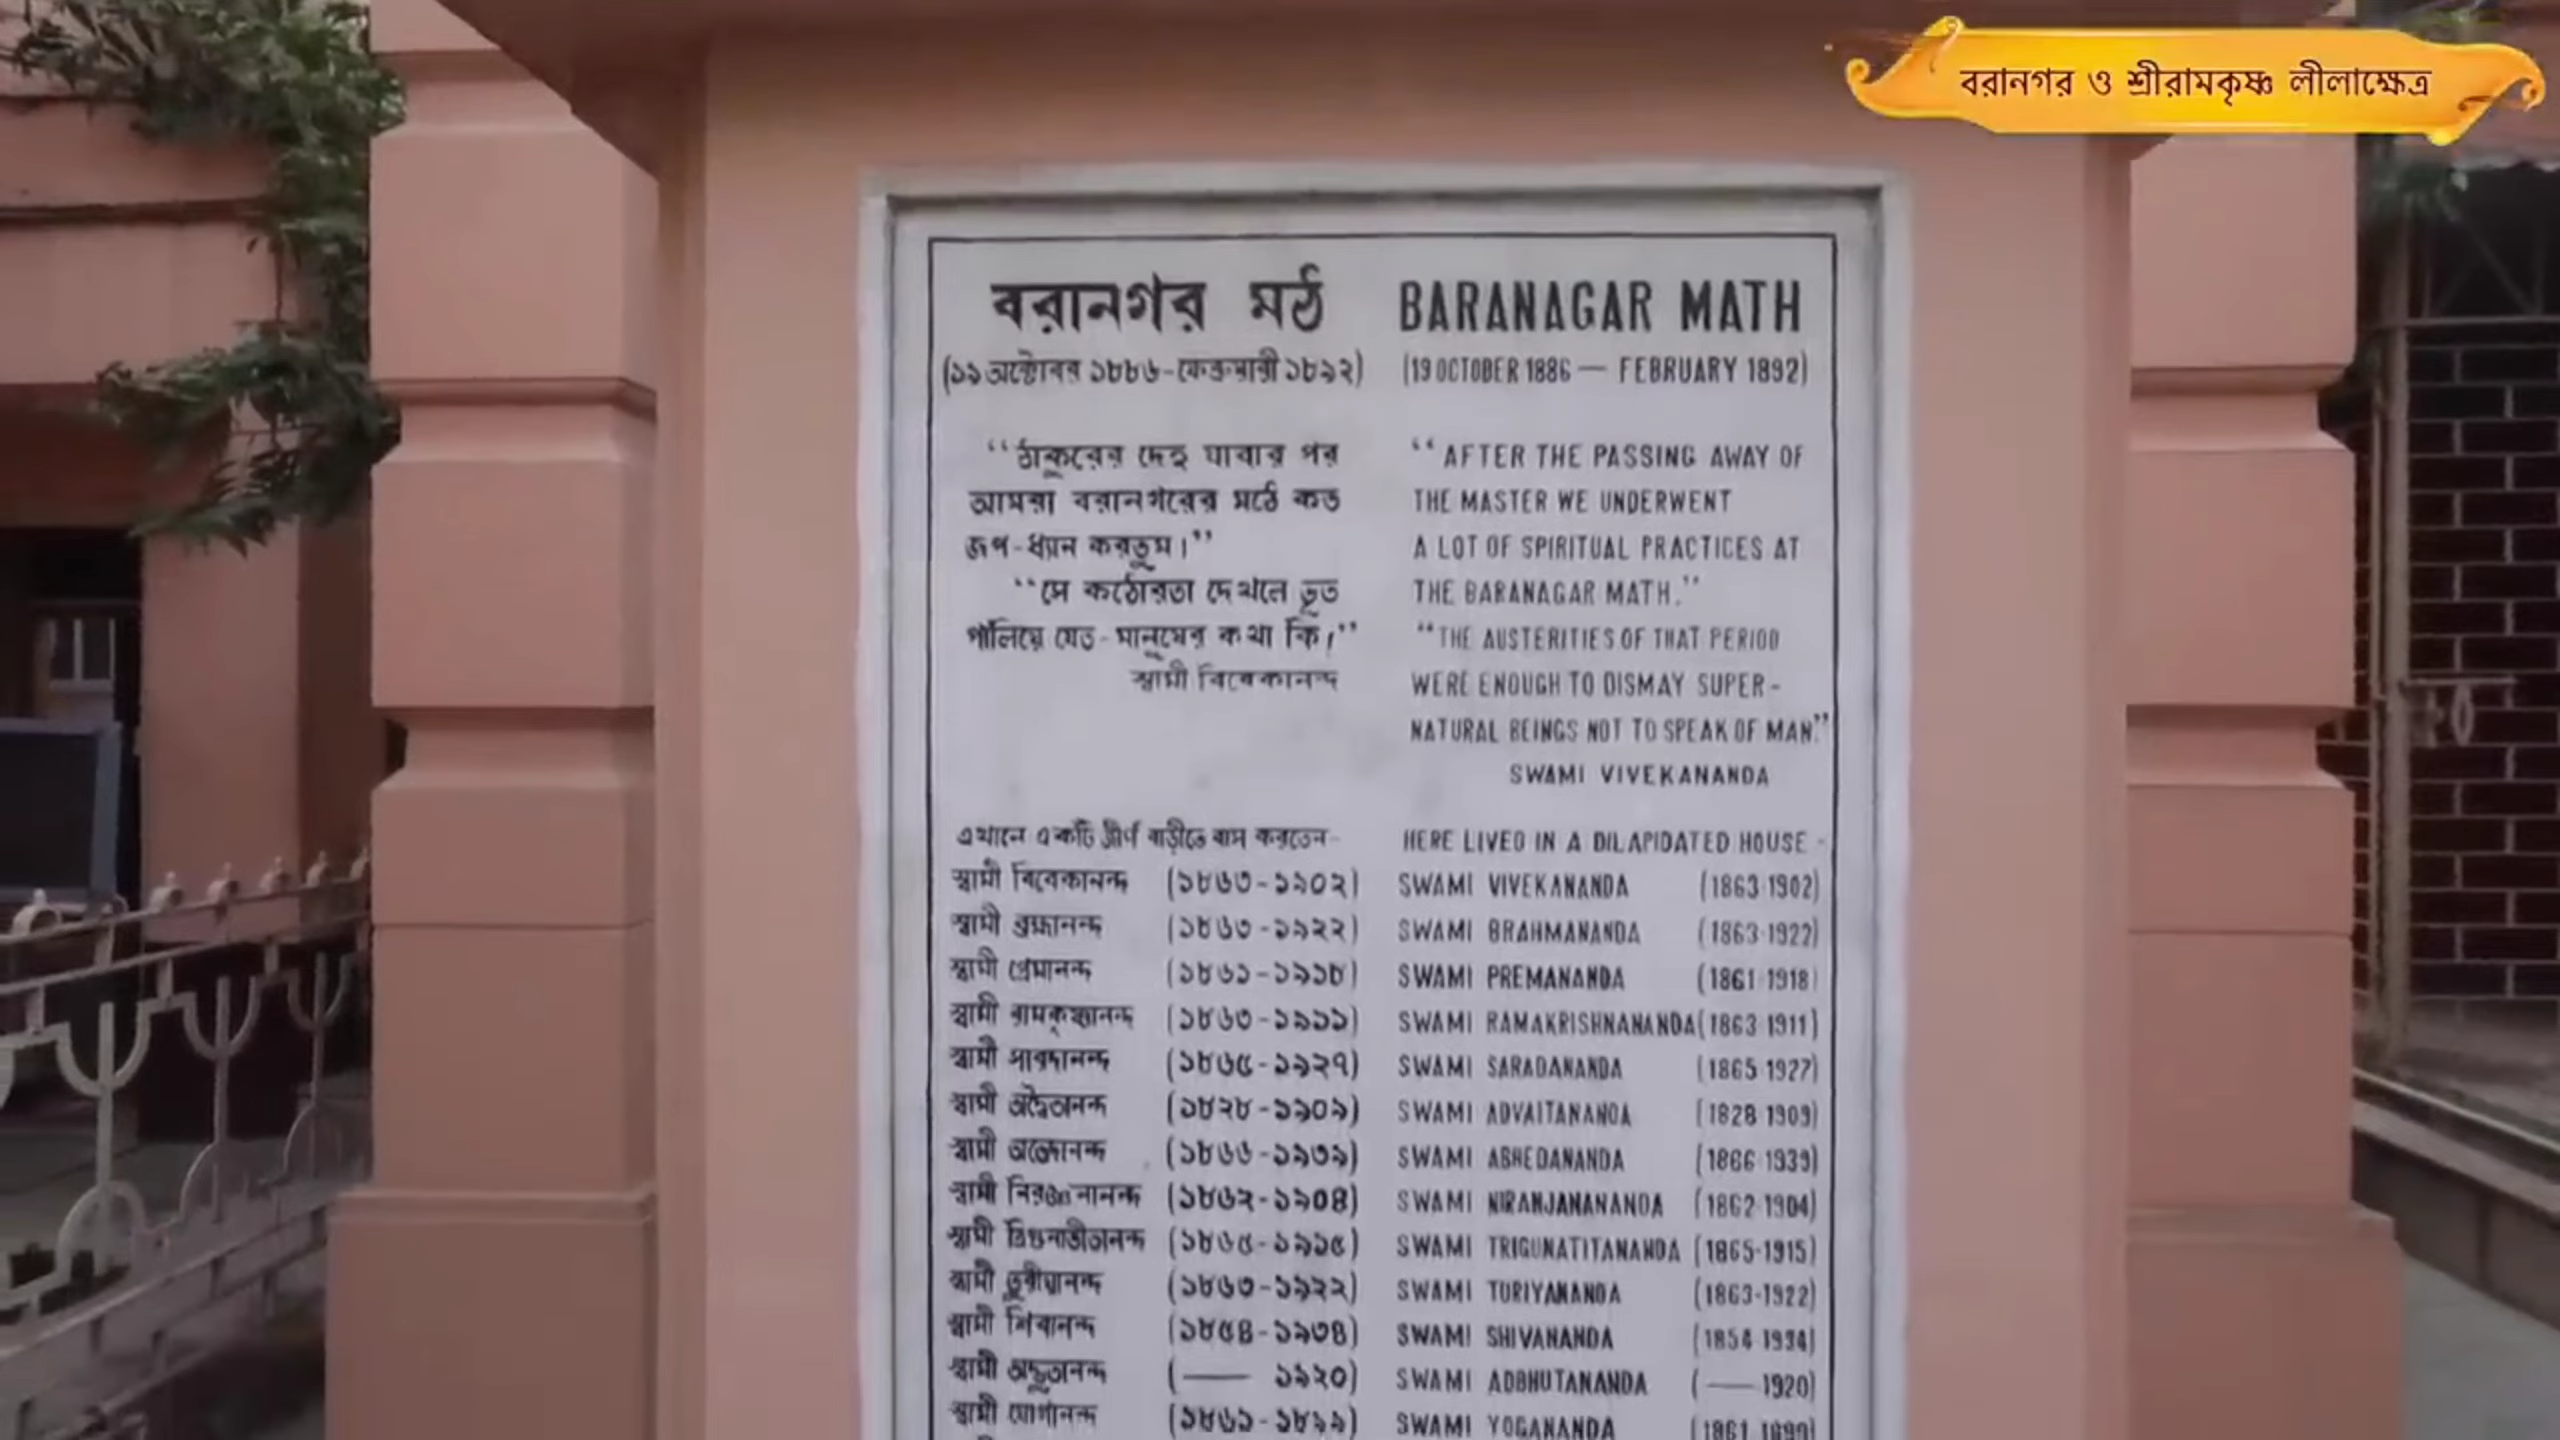 বরানগর ও শ্রীরামকৃষ্ণ লীলাক্ষেত্র
বরানগর মঠ
(১৯ অক্টোবর ১৮৮৬-ফেব্রুয়ারী ১৮৯২)
“ঠাকুরের দেহ যাবার পর
আমরা বরানগরের মঠে কত
জপ-ধ্যান করতুম।”
“সে কঠোরতা দেখলে ভূত
পালিয়ে যেত-মানুষের কথা কি।”
স্বামী বিবেকানন্দ
BARANAGAR MATH
(19 OCTOBER 1886 — FEBRUARY 1892)
“AFTER THE PASSING AWAY OF
THE MASTER WE UNDERWENT
A LOT OF SPIRITUAL PRACTICES AT
THE BARANAGAR MATH.”
“THE AUSTERITIES OF THAT PERIOD
WERE ENOUGH TO DISMAY SUPER-
NATURAL BEINGS NOT TO SPEAK OF MAN.”
SWAMI VIVEKANANDA
এখানে একটি জীর্ণ বাড়ীতে বাস করতেন-
স্বামী বিবেকানন্দ (১৮৬৩-১৯০২)
স্বামী ব্রহ্মানন্দ (১৮৬৩-১৯২২)
স্বামী প্রেমানন্দ (১৮৬১-১৯১৮)
স্বামী রামকৃষ্ণানন্দ (১৮৬৩-১৯১১)
স্বামী সারদানন্দ (১৮৬৫-১৯২৭)
স্বামী অদ্বৈতানন্দ (১৮২৮-১৯০৯)
স্বামী অভেদানন্দ (১৮৬৬-১৯৩৯)
স্বামী নিরঞ্জনানন্দ (১৮৬২-১৯০৪)
স্বামী ত্রিগুণাতীতানন্দ (১৮৬৫-১৯১৫)
স্বামী তুরীয়ানন্দ (১৮৬৩-১৯২২)
স্বামী শিবানন্দ (১৮৫৪-১৯৩৪)
স্বামী অদ্ভুতানন্দ (— ১৯২০)
স্বামী যোগানন্দ (১৮৬১-১৮৯৯)
HERE LIVED IN A DILAPIDATED HOUSE -
SWAMI VIVEKANANDA (1863-1902)
SWAMI BRAHMANANDA (1863-1922)
SWAMI PREMANANDA (1861-1918)
SWAMI RAMAKRISHNANANDA (1863-1911)
SWAMI SARADANANDA (1865-1927)
SWAMI ADVAITANANDA (1828-1909)
SWAMI ABHEDANANDA (1866-1939)
SWAMI NIRANJANANANDA (1862-1904)
SWAMI TRIGUNATITANANDA (1865-1915)
SWAMI TURIYANANDA (1863-1922)
SWAMI SHIVANANDA (1854-1934)
SWAMI ADBHUTANANDA (— 1920)
SWAMI YOGANANDA (1861-1899)